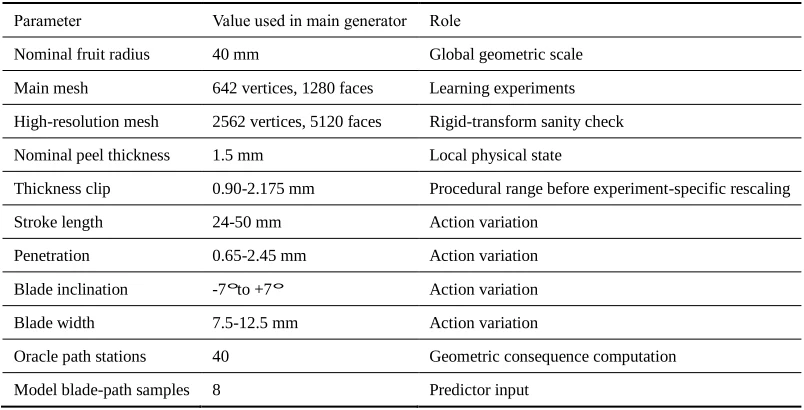 Parameter Value used in main generator Role
Nominal fruit radius 40 mm Global geometric scale
Main mesh 642 vertices, 1280 faces Learning experiments
High-resolution mesh 2562 vertices, 5120 faces Rigid-transform sanity check
Nominal peel thickness 1.5 mm Local physical state
Thickness clip 0.90-2.175 mm Procedural range before experiment-specific rescaling
Stroke length 24-50 mm Action variation
Penetration 0.65-2.45 mm Action variation
Blade inclination -7°to +7° Action variation
Blade width 7.5-12.5 mm Action variation
Oracle path stations 40 Geometric consequence computation
Model blade-path samples 8 Predictor input